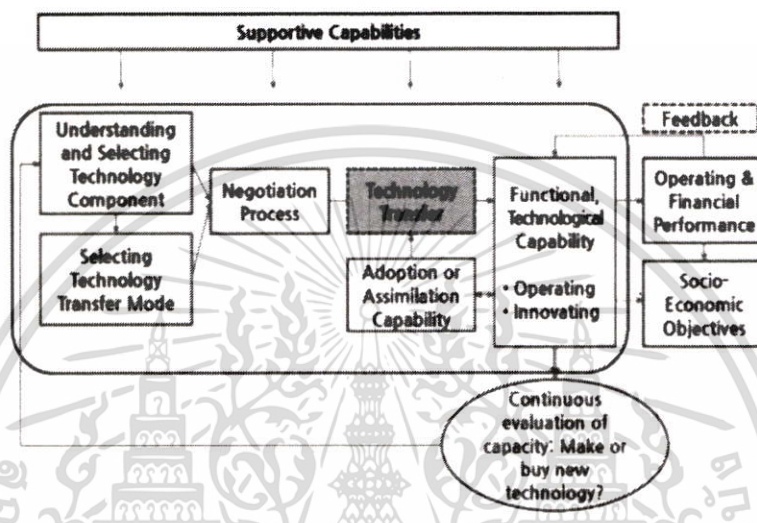 Supportive Capabilities
Understanding
and Selecting
Technology
Component
Selecting
Technology
Transfer Mode
Negotiation
Process
Technology
Transfer
Adoption or
Assimilation
Capability
Functional,
Technological
Capability
• Operating
• Innovating
Feedback
Operating &
Financial
Performance
Socio-
Economic
Objectives
Continuous
evaluation of
capacity: Make or
buy new
technology?